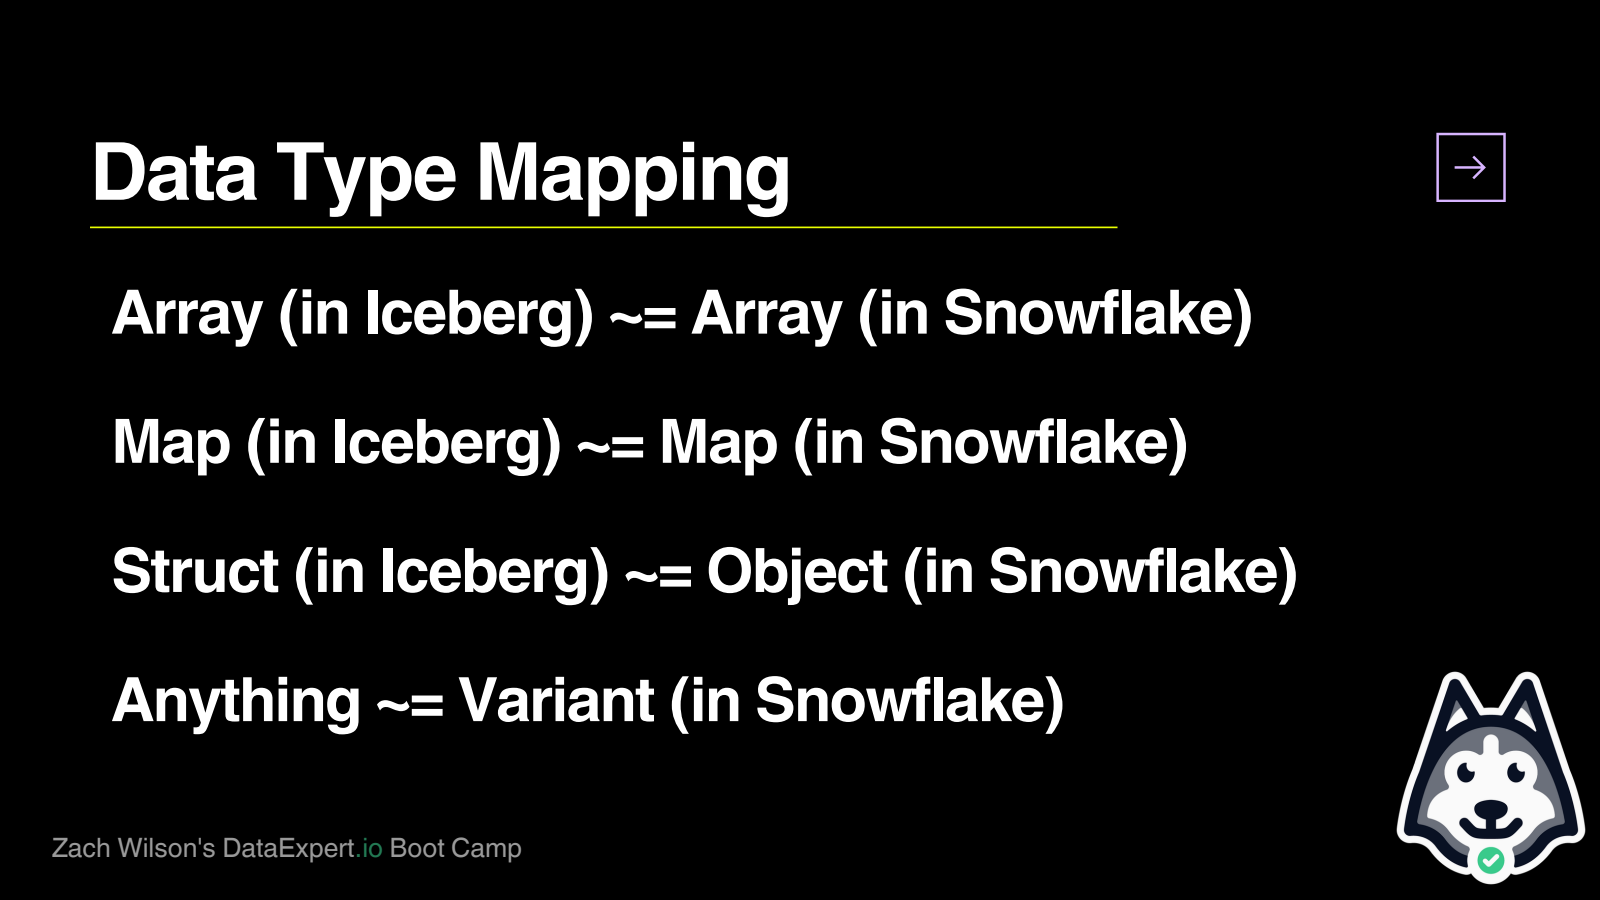 Data Type Mapping
Array (in Iceberg) ~= Array (in Snowflake)
Map (in Iceberg) ~= Map (in Snowflake)
Struct (in Iceberg) ~= Object (in Snowflake)
Anything ~= Variant (in Snowflake)
Zach Wilson's DataExpert.io Boot Camp